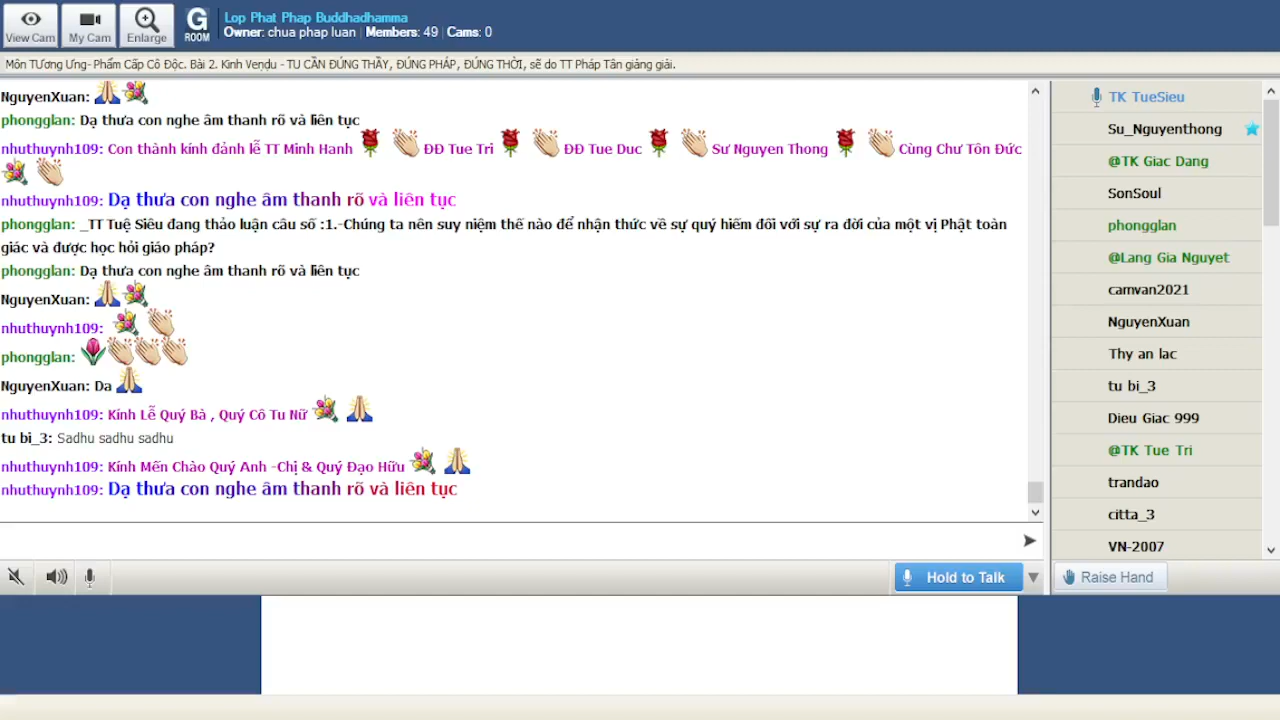 View Cam
My Cam
Enlarge
G
ROOM
Lop Phat Phap Buddhadhamma
Owner: chua phap luan | Members: 49 | Cams: 0
Môn Tương Ưng- Phẩm Cấp Cô Độc. Bài 2. Kinh Veṇḍu - TU CẦN ĐÚNG THẦY, ĐÚNG PHÁP, ĐÚNG THỜI, sẽ do TT Pháp Tân giảng giải.
NguyenXuan:
phongglan: Dạ thưa con nghe âm thanh rõ và liên tục
nhuthuynh109: Con thành kính đảnh lễ TT Minh Hanh ĐĐ Tue Tri ĐĐ Tue Duc Sư Nguyen Thong Cùng Chư Tôn Đức
nhuthuynh109: Dạ thưa con nghe âm thanh rõ và liên tục
phongglan: _TT Tuệ Siêu đang thảo luận câu số :1.-Chúng ta nên suy niệm thế nào để nhận thức về sự quý hiếm đối với sự ra đời của một vị Phật toàn
giác và được học hỏi giáo pháp?
phongglan: Dạ thưa con nghe âm thanh rõ và liên tục
NguyenXuan:
nhuthuynh109:
phongglan:
NguyenXuan: Da
nhuthuynh109: Kính Lễ Quý Bà , Quý Cô Tu Nữ
tu bi_3: Sadhu sadhu sadhu
nhuthuynh109: Kính Mến Chào Quý Anh -Chị & Quý Đạo Hữu
nhuthuynh109: Dạ thưa con nghe âm thanh rõ và liên tục
Hold to Talk
TK TueSieu
Su_Nguyenthong
@TK Giac Dang
SonSoul
phongglan
@Lang Gia Nguyet
camvan2021
NguyenXuan
Thy an lac
tu bi_3
Dieu Giac 999
@TK Tue Tri
trandao
citta_3
VN-2007
Raise Hand